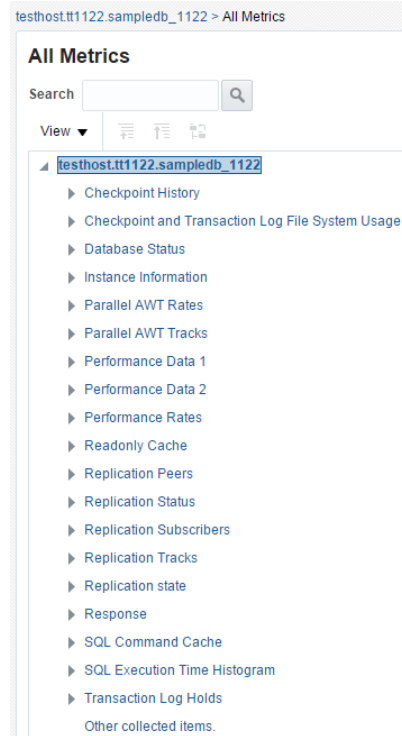 testhost.tt1122.sampledb_1122 > All Metrics
All Metrics
Search
View
testhost.tt1122.sampledb_1122
Checkpoint History
Checkpoint and Transaction Log File System Usage
Database Status
Instance Information
Parallel AWT Rates
Parallel AWT Tracks
Performance Data 1
Performance Data 2
Performance Rates
Readonly Cache
Replication Peers
Replication Status
Replication Subscribers
Replication Tracks
Replication state
Response
SQL Command Cache
SQL Execution Time Histogram
Transaction Log Holds
Other collected items.